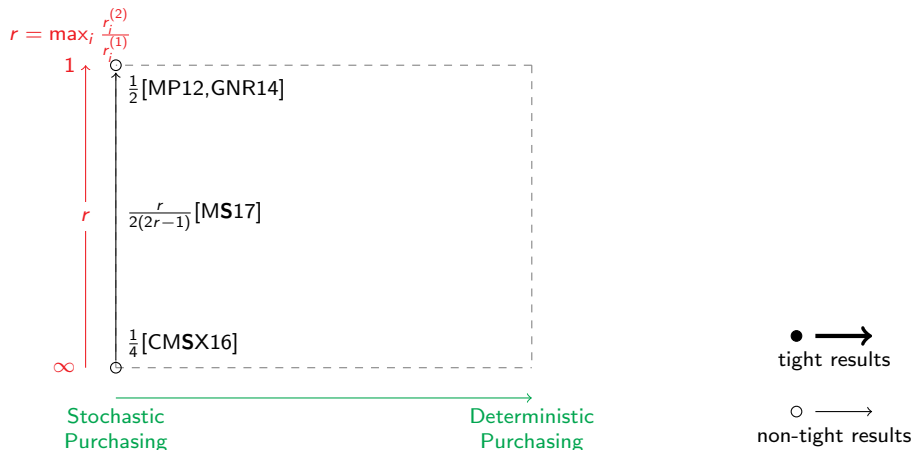 r = max_i r_i^{(2)} / r_i^{(1)}
1
1/2[MP12,GNR14]
r
r/2(2r−1)[MS17]
1/4[CMSX16]
∞
tight results
Stochastic
Purchasing
Deterministic
Purchasing
non-tight results